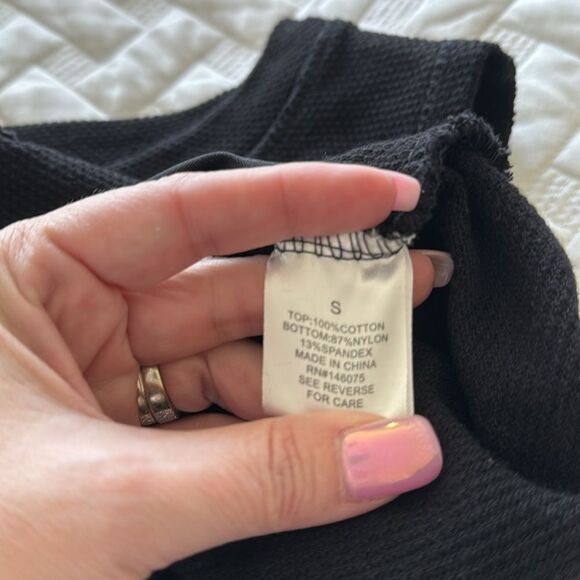 S
TOP:100%COTTON
BOTTOM:87%NYLON
13%SPANDEX
MADE IN CHINA
RN#146075
SEE REVERSE
FOR CARE